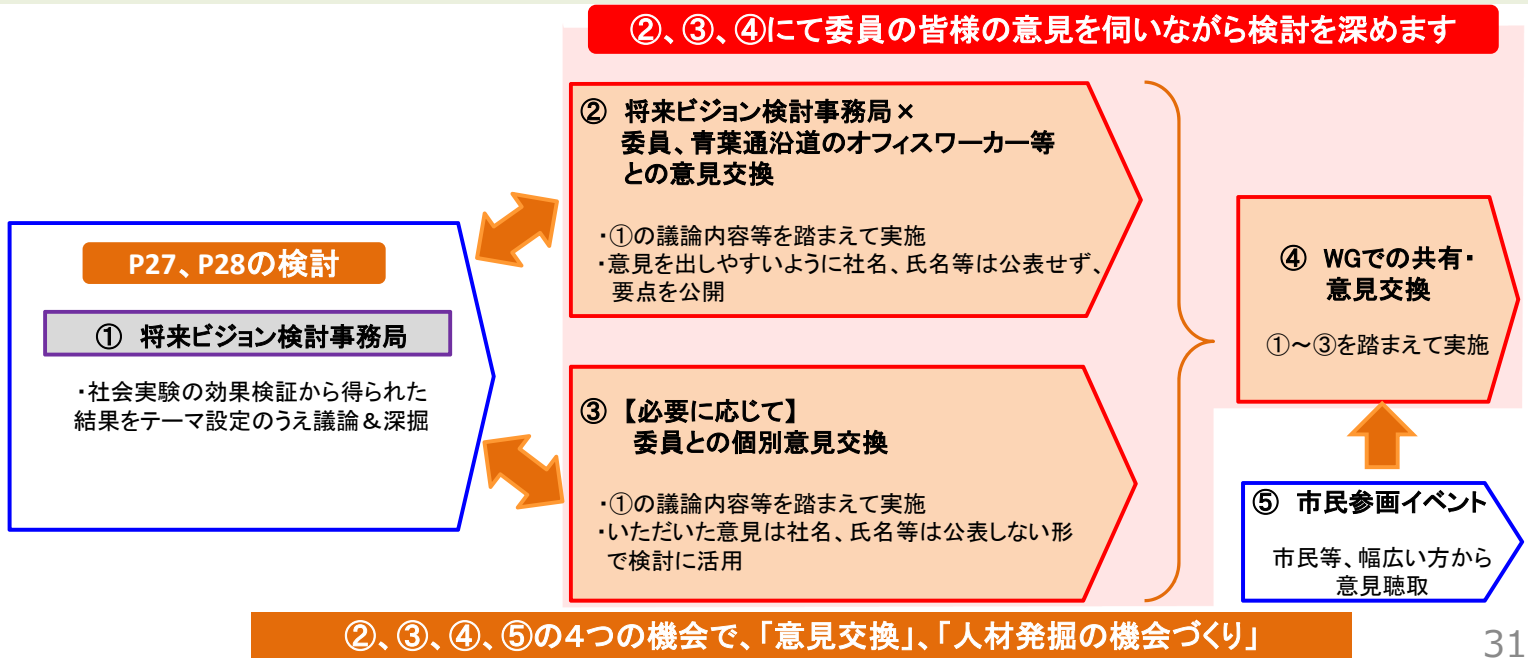 ②、③、④にて委員の皆様の意見を伺いながら検討を深めます
P27、P28の検討
① 将来ビジョン検討事務局
・社会実験の効果検証から得られた
結果をテーマ設定のうえ議論＆深掘
② 将来ビジョン検討事務局×
委員、青葉通沿道のオフィスワーカー等
との意見交換
・①の議論内容等を踏まえて実施
・意見を出しやすいように社名、氏名等は公表せず、
要点を公開
③ 【必要に応じて】
委員との個別意見交換
・①の議論内容等を踏まえて実施
・いただいた意見は社名、氏名等は公表しない形
で検討に活用
④ WGでの共有・
意見交換
①～③を踏まえて実施
⑤ 市民参画イベント
市民等、幅広い方から
意見聴取
②、③、④、⑤の４つの機会で、「意見交換」、「人材発掘の機会づくり」
31